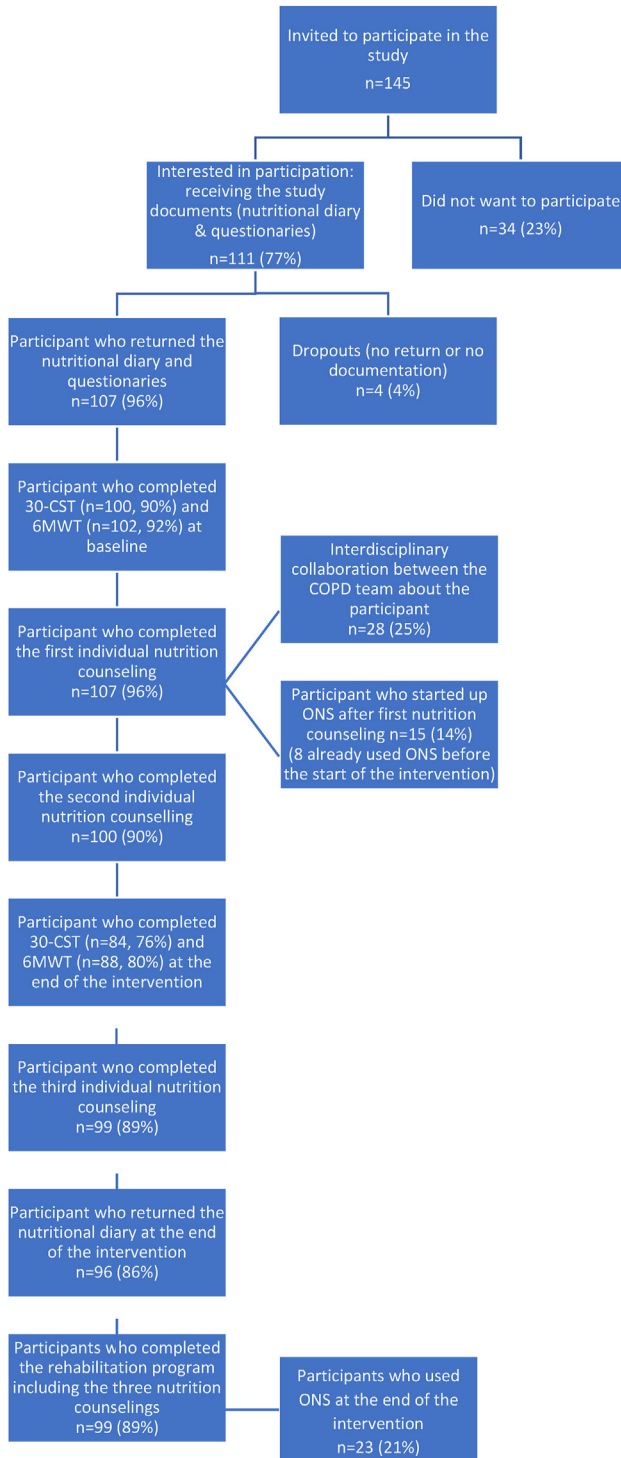 Invited to participate in the
study
n=145
Interested in participation:
receiving the study
documents (nutritional diary
& questionaries)
n=111 (77%)
Did not want to participate
n=34 (23%)
Participant who returned the
nutritional diary and
questionaries
n=107 (96%)
Dropouts (no return or no
documentation)
n=4 (4%)
Participant who completed
30-CST (n=100, 90%) and
6MWT (n=102, 92%) at
baseline
Interdisciplinary
collaboration between the
COPD team about the
participant
n=28 (25%)
Participant who completed
the first individual nutrition
counseling
n=107 (96%)
Participant who started up
ONS after first nutrition
counseling n=15 (14%)
(8 already used ONS before
the start of the intervention)
Participant who completed
the second individual
nutrition counselling
n=100 (90%)
Participant who completed
30-CST (n=84, 76%) and
6MWT (n=88, 80%) at the
end of the intervention
Participant who completed
the third individual nutrition
counseling
n=99 (89%)
Participant who returned the
nutritional diary at the end
of the intervention
n=96 (86%)
Participants who completed
the rehabilitation program
including the three nutrition
counselings
n=99 (89%)
Participants who used
ONS at the end of the
intervention
n=23 (21%)